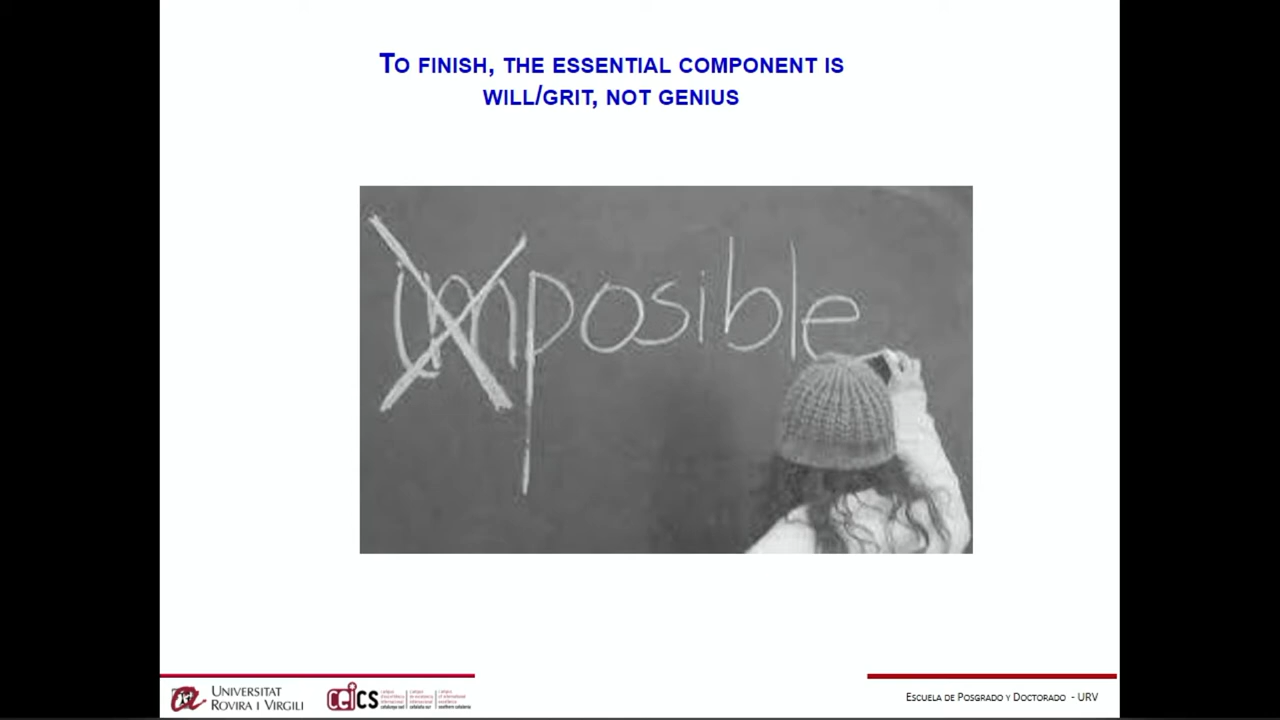 TO FINISH, THE ESSENTIAL COMPONENT IS
WILL/GRIT, NOT GENIUS
imposible
UNIVERSITAT
ROVIRA I VIRGILI
CEICS
ESCUELA DE POSGRADO Y DOCTORADO - URV